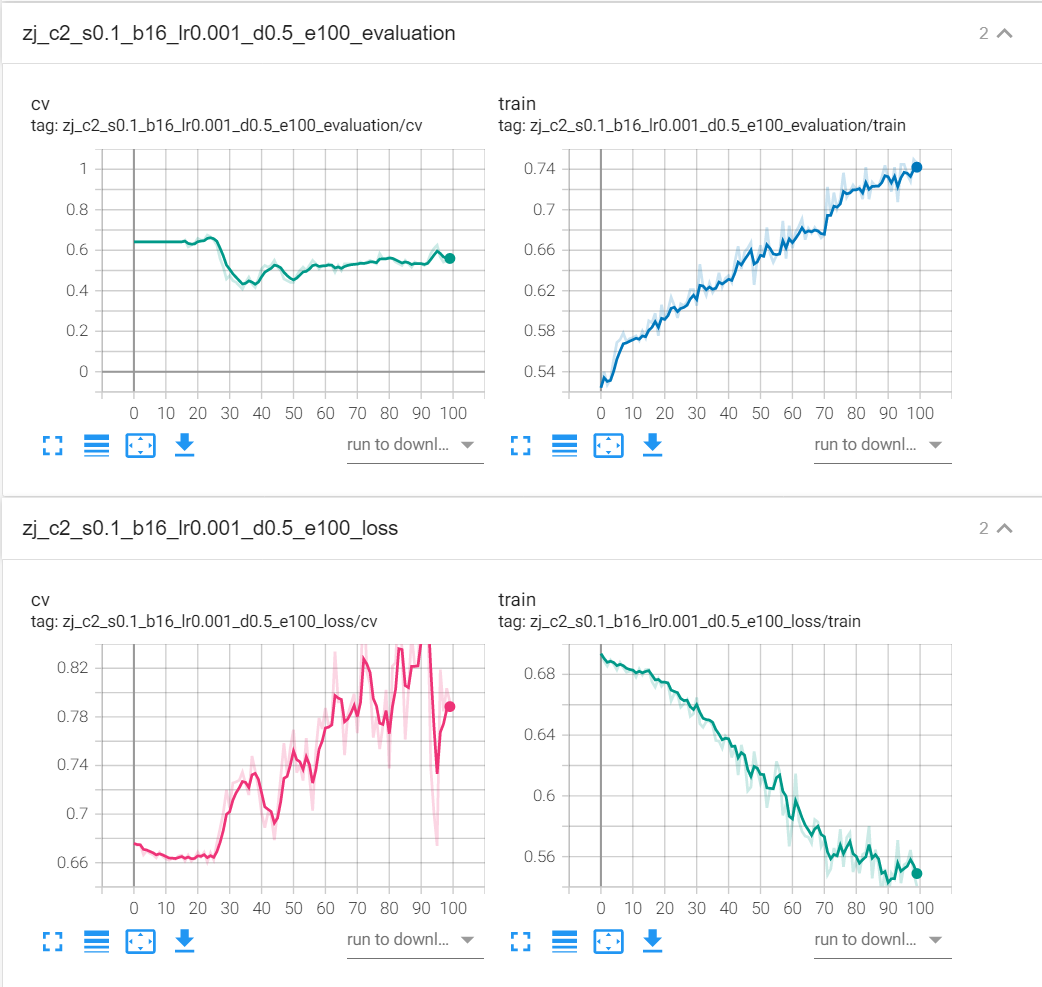 zj_c2_s0.1_b16_lr0.001_d0.5_e100_evaluation 2
cv
tag: zj_c2_s0.1_b16_lr0.001_d0.5_e100_evaluation/cv
1
0.8
0.6
0.4
0.2
0
0 10 20 30 40 50 60 70 80 90 100
run to downl...
train
tag: zj_c2_s0.1_b16_lr0.001_d0.5_e100_evaluation/train
0.74
0.7
0.66
0.62
0.58
0.54
0 10 20 30 40 50 60 70 80 90 100
run to downl...
zj_c2_s0.1_b16_lr0.001_d0.5_e100_loss 2
cv
tag: zj_c2_s0.1_b16_lr0.001_d0.5_e100_loss/cv
0.82
0.78
0.74
0.7
0.66
0 10 20 30 40 50 60 70 80 90 100
run to downl...
train
tag: zj_c2_s0.1_b16_lr0.001_d0.5_e100_loss/train
0.68
0.64
0.6
0.56
0 10 20 30 40 50 60 70 80 90 100
run to downl...